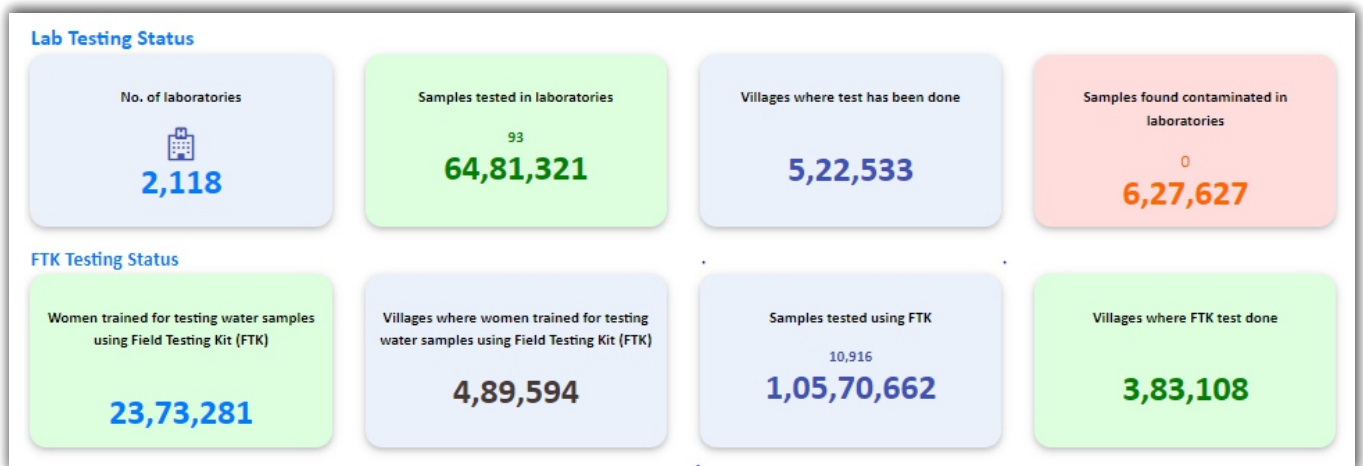 Lab Testing Status
No. of laboratories
2,118
Samples tested in laboratories
93
64,81,321
Villages where test has been done
5,22,533
Samples found contaminated in
laboratories
0
6,27,627
FTK Testing Status
Women trained for testing water samples
using Field Testing Kit (FTK)
23,73,281
Villages where women trained for testing
water samples using Field Testing Kit (FTK)
4,89,594
Samples tested using FTK
10,916
1,05,70,662
Villages where FTK test done
3,83,108